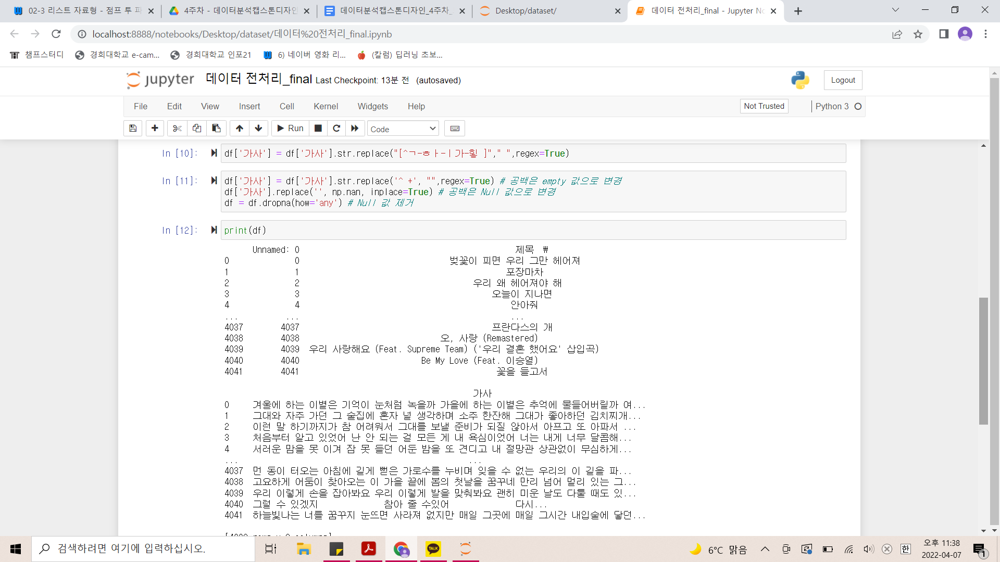 02-3 리스트 자료형 - 점프 투 파
4주차 - 데이터분석캡스톤디자인
데이터분석캡스톤디자인_4주차_
Desktop/dataset/
데이터 전처리_final - Jupyter No
localhost:8888/notebooks/Desktop/dataset/데이터%20전처리_final.ipynb
챔프스터디
경희대학교 e-cam...
경희대학교 인포21
6) 네이버 영화 리...
(칼럼) 딥러닝 초보...
jupyter 데이터 전처리_final Last Checkpoint: 13분 전 (autosaved)
Logout
File Edit View Insert Cell Kernel Widgets Help
Not Trusted
Python 3
Run
Code
In [10]: df['가사'] = df['가사'].str.replace("[^ㄱ-ㅎㅏ-ㅣ가-힣 ]"," ",regex=True)
In [11]: df['가사'] = df['가사'].str.replace('^ +', "",regex=True) # 공백은 empty 값으로 변경
df['가사'].replace('', np.nan, inplace=True) # 공백은 Null 값으로 변경
df = df.dropna(how='any') # Null 값 제거
In [12]: print(df)
Unnamed: 0 제목 ₩
0 0 벚꽃이 피면 우리 그만 헤어져
1 1 포장마차
2 2 우리 왜 헤어져야 해
3 3 오늘이 지나면
4 4 안아줘
... ... ...
4037 4037 프란다스의 개
4038 4038 오, 사랑 (Remastered)
4039 4039 우리 사랑해요 (Feat. Supreme Team) ('우리 결혼 했어요' 삽입곡)
4040 4040 Be My Love (Feat. 이승열)
4041 4041 꽃을 들고서
가사
0 겨울에 하는 이별은 기억이 눈처럼 녹을까 가을에 하는 이별은 추억에 물들어버릴까 여...
1 그대와 자주 가던 그 술집에 혼자 널 생각하며 소주 한잔해 그대가 좋아하던 김치찌개...
2 이런 말 하기까지가 참 어려워서 그대를 보낼 준비가 되질 않아서 아프고 또 아파서 ...
3 처음부터 알고 있었어 난 안 되는 걸 모든 게 내 욕심이었어 너는 내게 너무 달콤해...
4 서러운 맘을 못 이겨 잠 못 들던 어둔 밤을 또 견디고 내 절망관 상관없이 무심하게...
... ...
4037 먼 동이 터오는 아침에 길게 뻗은 가로수를 누비며 잊을 수 없는 우리의 이 길을 파...
4038 고요하게 어둠이 찾아오는 이 가을 끝에 봄의 첫날을 꿈꾸네 만리 넘어 멀리 있는 그...
4039 우리 이렇게 손을 잡아봐요 우리 이렇게 발을 맞춰봐요 괜히 미운 날도 다툴 때도 있...
4040 그럴 수 있겠지 참아 줄 수있어 다시...
4041 하늘빛나는 너를 꿈꾸지 눈뜨면 사라져 없지만 매일 그곳에 매일 그시간 내입술에 닿던...
검색하려면 여기에 입력하십시오.
TALK
6°C 맑음
한
오후 11:38
2022-04-07
1